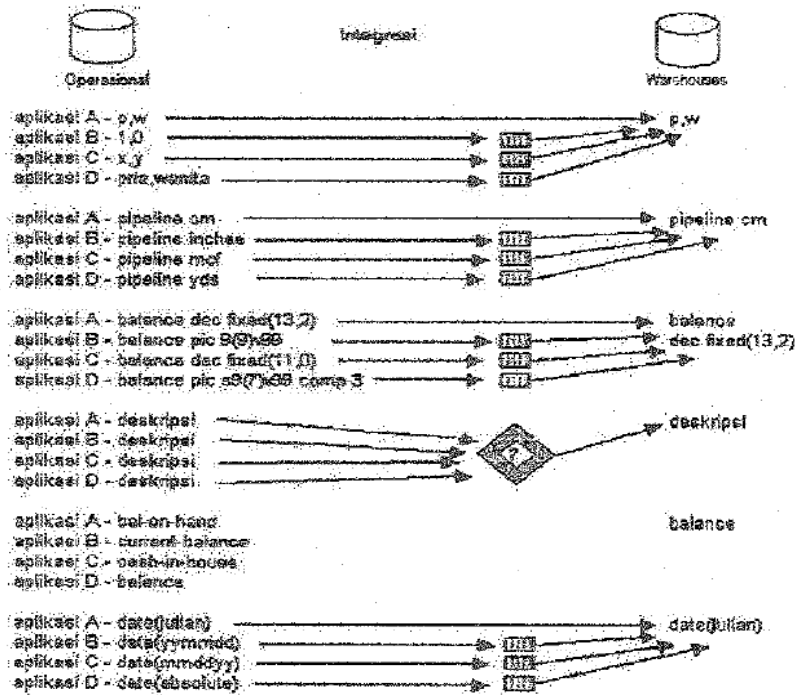 Integrasi
Operasional
Warehouses
aplikasi A - p,w
p,w
aplikasi B - 1,0
aplikasi C - x,y
aplikasi D - pria,wanita
aplikasi A - pipeline cm
pipeline cm
aplikasi B - pipeline inches
aplikasi C - pipeline mcf
aplikasi D - pipeline yds
aplikasi A - balance dec fixed(13,2)
balance
aplikasi B - balance pic 9(9)v99
dec fixed(13,2)
aplikasi C - balance dec fixed(11,0)
aplikasi D - balance pic s9(7)v99 comp 3
aplikasi A - deskripsi
deskripsi
aplikasi B - deskripsi
?
aplikasi C - deskripsi
aplikasi D - deskripsi
aplikasi A - bal-on-hand
balance
aplikasi B - current-balance
aplikasi C - cash-in-house
aplikasi D - balance
aplikasi A - date(julian)
date(julian)
aplikasi B - date(yymmdd)
aplikasi C - date(mmddyy)
aplikasi D - date(absolute)